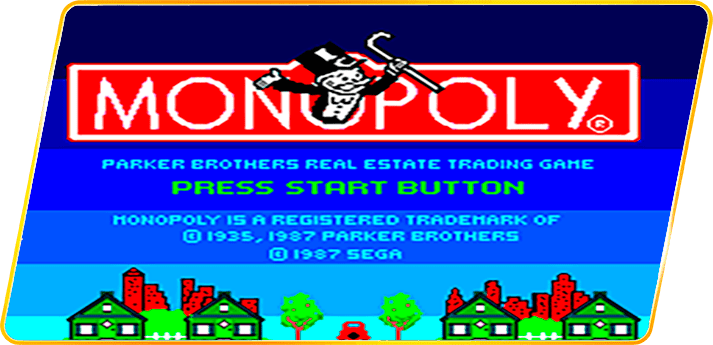 MONOPOLY®
PARKER BROTHERS REAL ESTATE TRADING GAME
PRESS START BUTTON
MONOPOLY IS A REGISTERED TRADEMARK OF
© 1935, 1987 PARKER BROTHERS
© 1987 SEGA